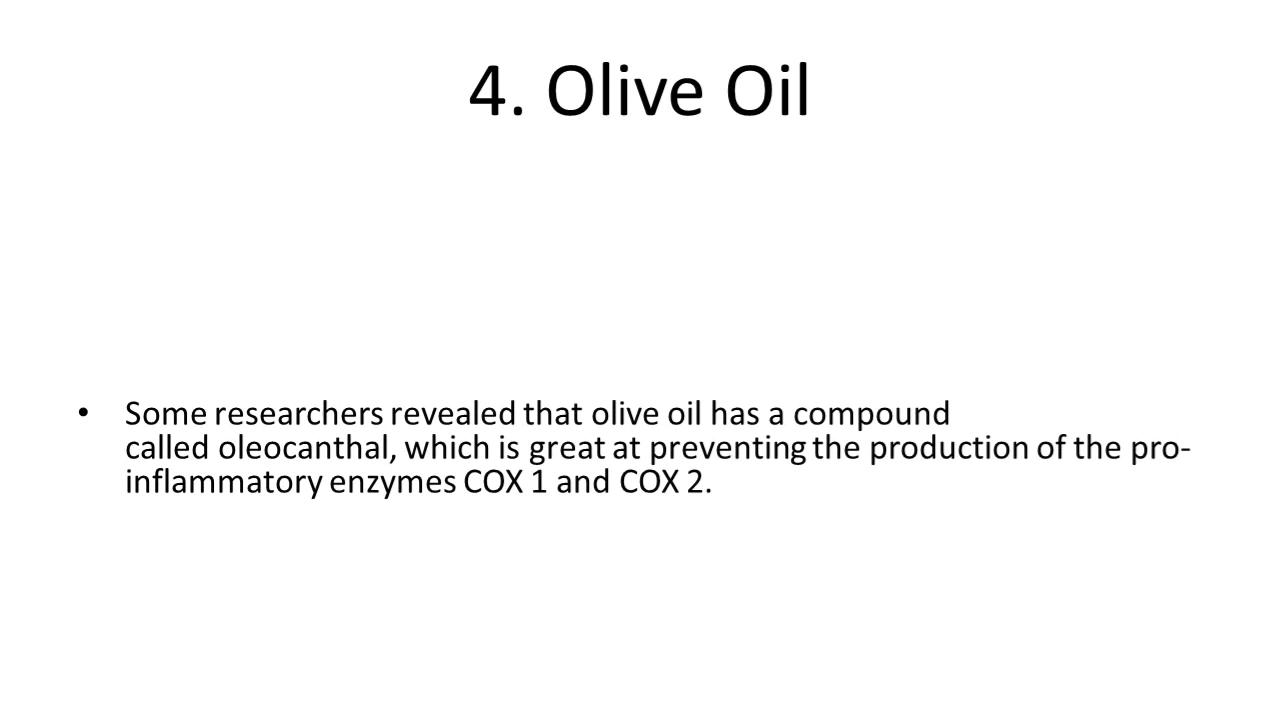 4. Olive Oil
• Some researchers revealed that olive oil has a compound
called oleocanthal, which is great at preventing the production of the pro-
inflammatory enzymes COX 1 and COX 2.